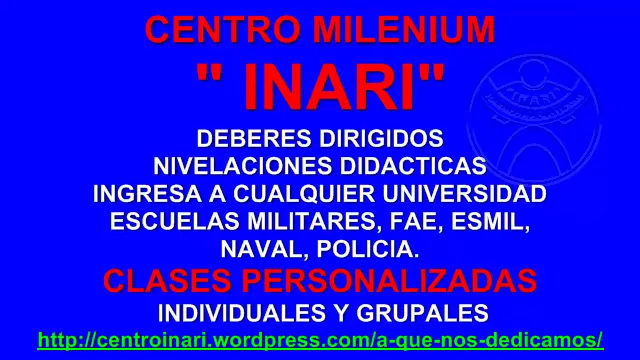 CENTRO MILENIUM
" INARI"
INARI
DEBERES DIRIGIDOS
NIVELACIONES DIDACTICAS
INGRESA A CUALQUIER UNIVERSIDAD
ESCUELAS MILITARES, FAE, ESMIL,
NAVAL, POLICIA.
CLASES PERSONALIZADAS
INDIVIDUALES Y GRUPALES
http://centroinari.wordpress.com/a-que-nos-dedicamos/